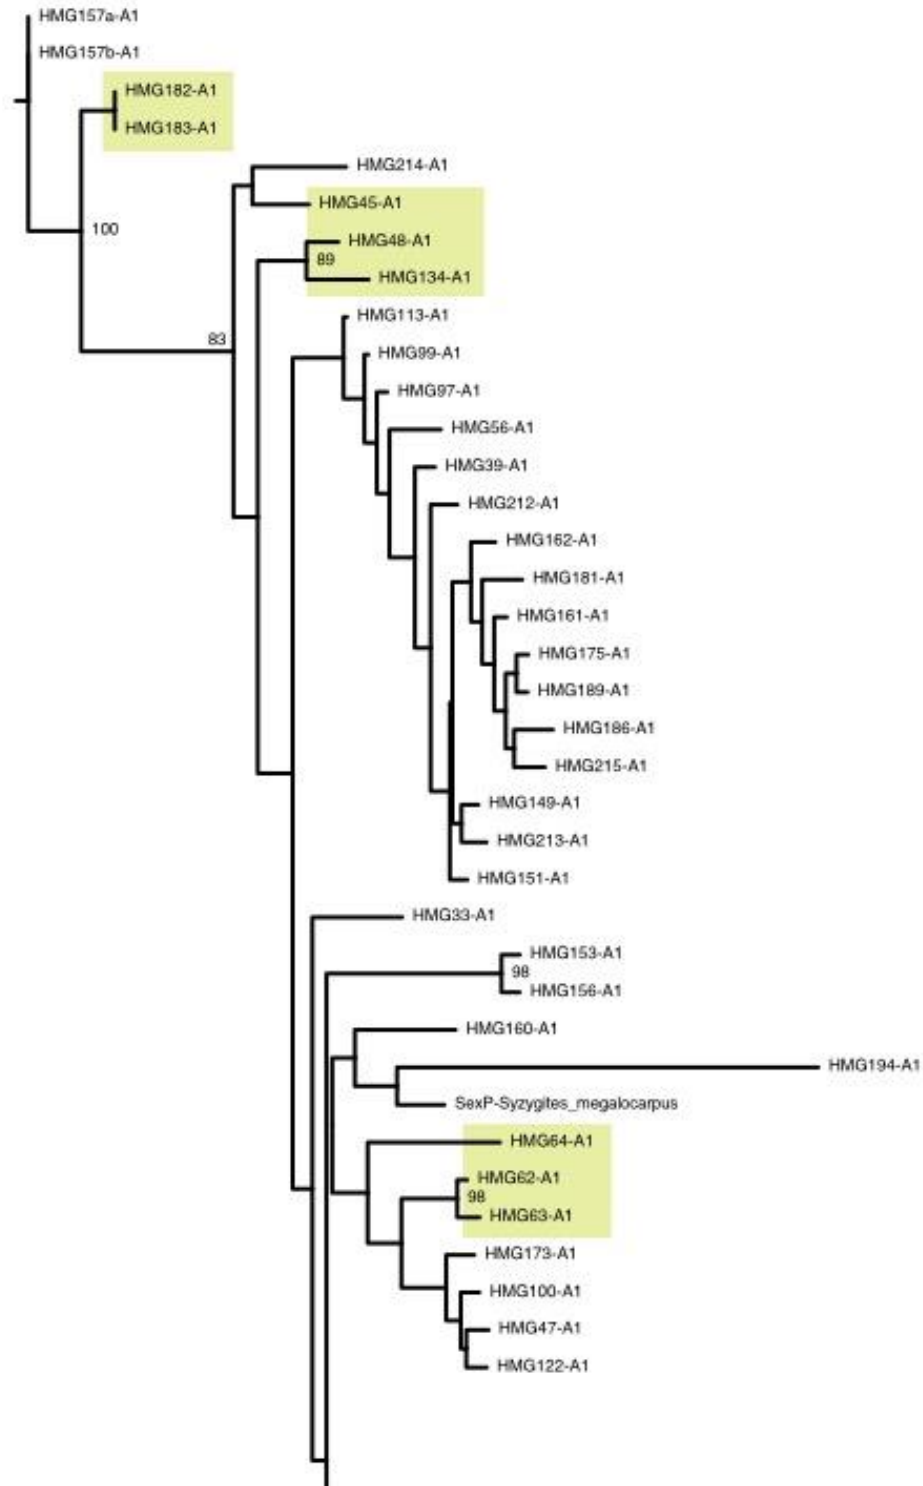 HMG157a-A1
HMG157b-A1
HMG182-A1
HMG183-A1
HMG214-A1
HMG45-A1
100
HMG48-A1
89
HMG134-A1
HMG113-A1
83
HMG99-A1
HMG97-A1
HMG56-A1
HMG39-A1
HMG212-A1
HMG162-A1
HMG181-A1
HMG161-A1
HMG175-A1
HMG189-A1
HMG186-A1
HMG215-A1
HMG149-A1
HMG213-A1
HMG151-A1
HMG33-A1
HMG153-A1
98
HMG156-A1
HMG160-A1
HMG194-A1
SexP-Syzygites_megalocarpus
HMG64-A1
HMG62-A1
98
HMG63-A1
HMG173-A1
HMG100-A1
HMG47-A1
HMG122-A1